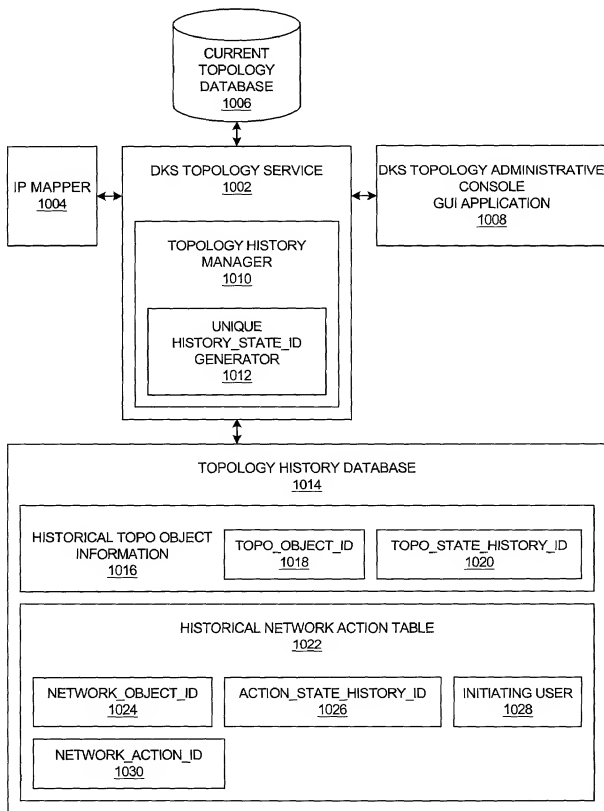 CURRENT
TOPOLOGY
DATABASE
1006
IP MAPPER
1004
DKS TOPOLOGY SERVICE
1002
DKS TOPOLOGY ADMINISTRATIVE
CONSOLE
GUI APPLICATION
1008
TOPOLOGY HISTORY
MANAGER
1010
UNIQUE
HISTORY_STATE_ID
GENERATOR
1012
TOPOLOGY HISTORY DATABASE
1014
HISTORICAL TOPO OBJECT
INFORMATION
1016
TOPO_OBJECT_ID
1018
TOPO_STATE_HISTORY_ID
1020
HISTORICAL NETWORK ACTION TABLE
1022
NETWORK_OBJECT_ID
1024
ACTION_STATE_HISTORY_ID
1026
INITIATING USER
1028
NETWORK_ACTION_ID
1030